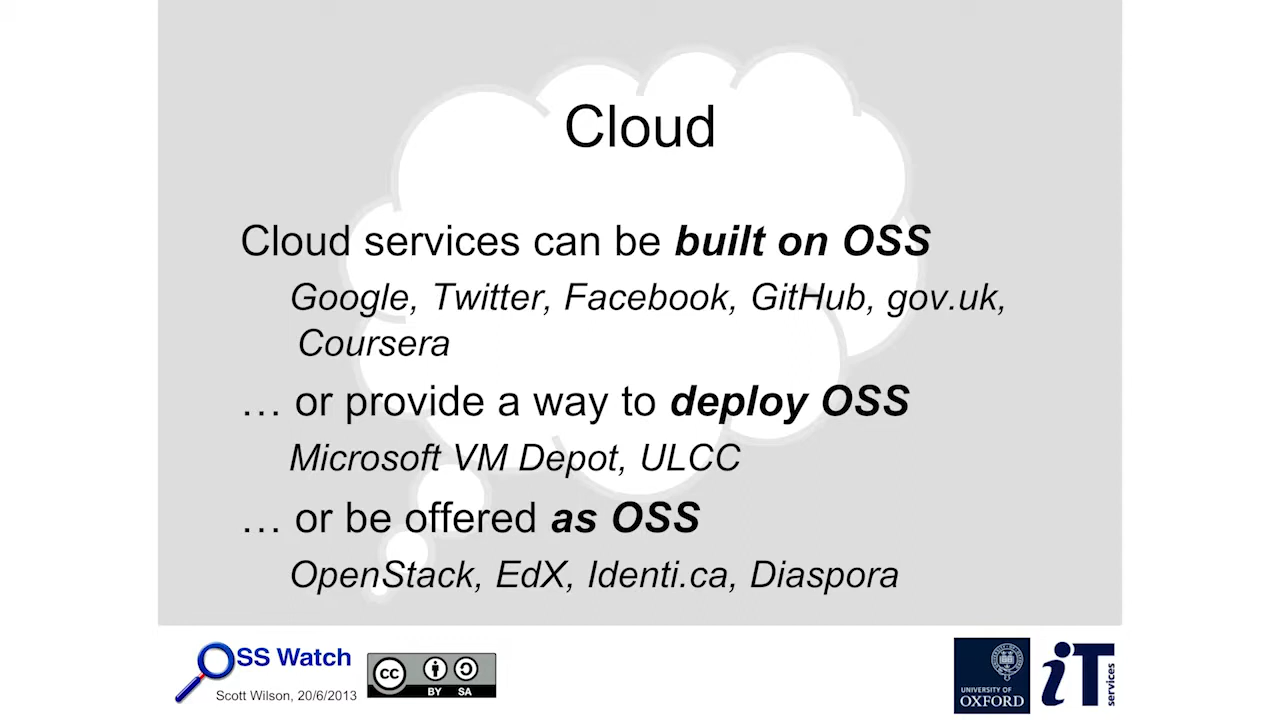 Cloud
Cloud services can be built on OSS
Google, Twitter, Facebook, GitHub, gov.uk,
Coursera
… or provide a way to deploy OSS
Microsoft VM Depot, ULCC
… or be offered as OSS
OpenStack, EdX, Identi.ca, Diaspora
OSS Watch
Scott Wilson, 20/6/2013
cc
BY SA
UNIVERSITY OF
OXFORD
iT
services